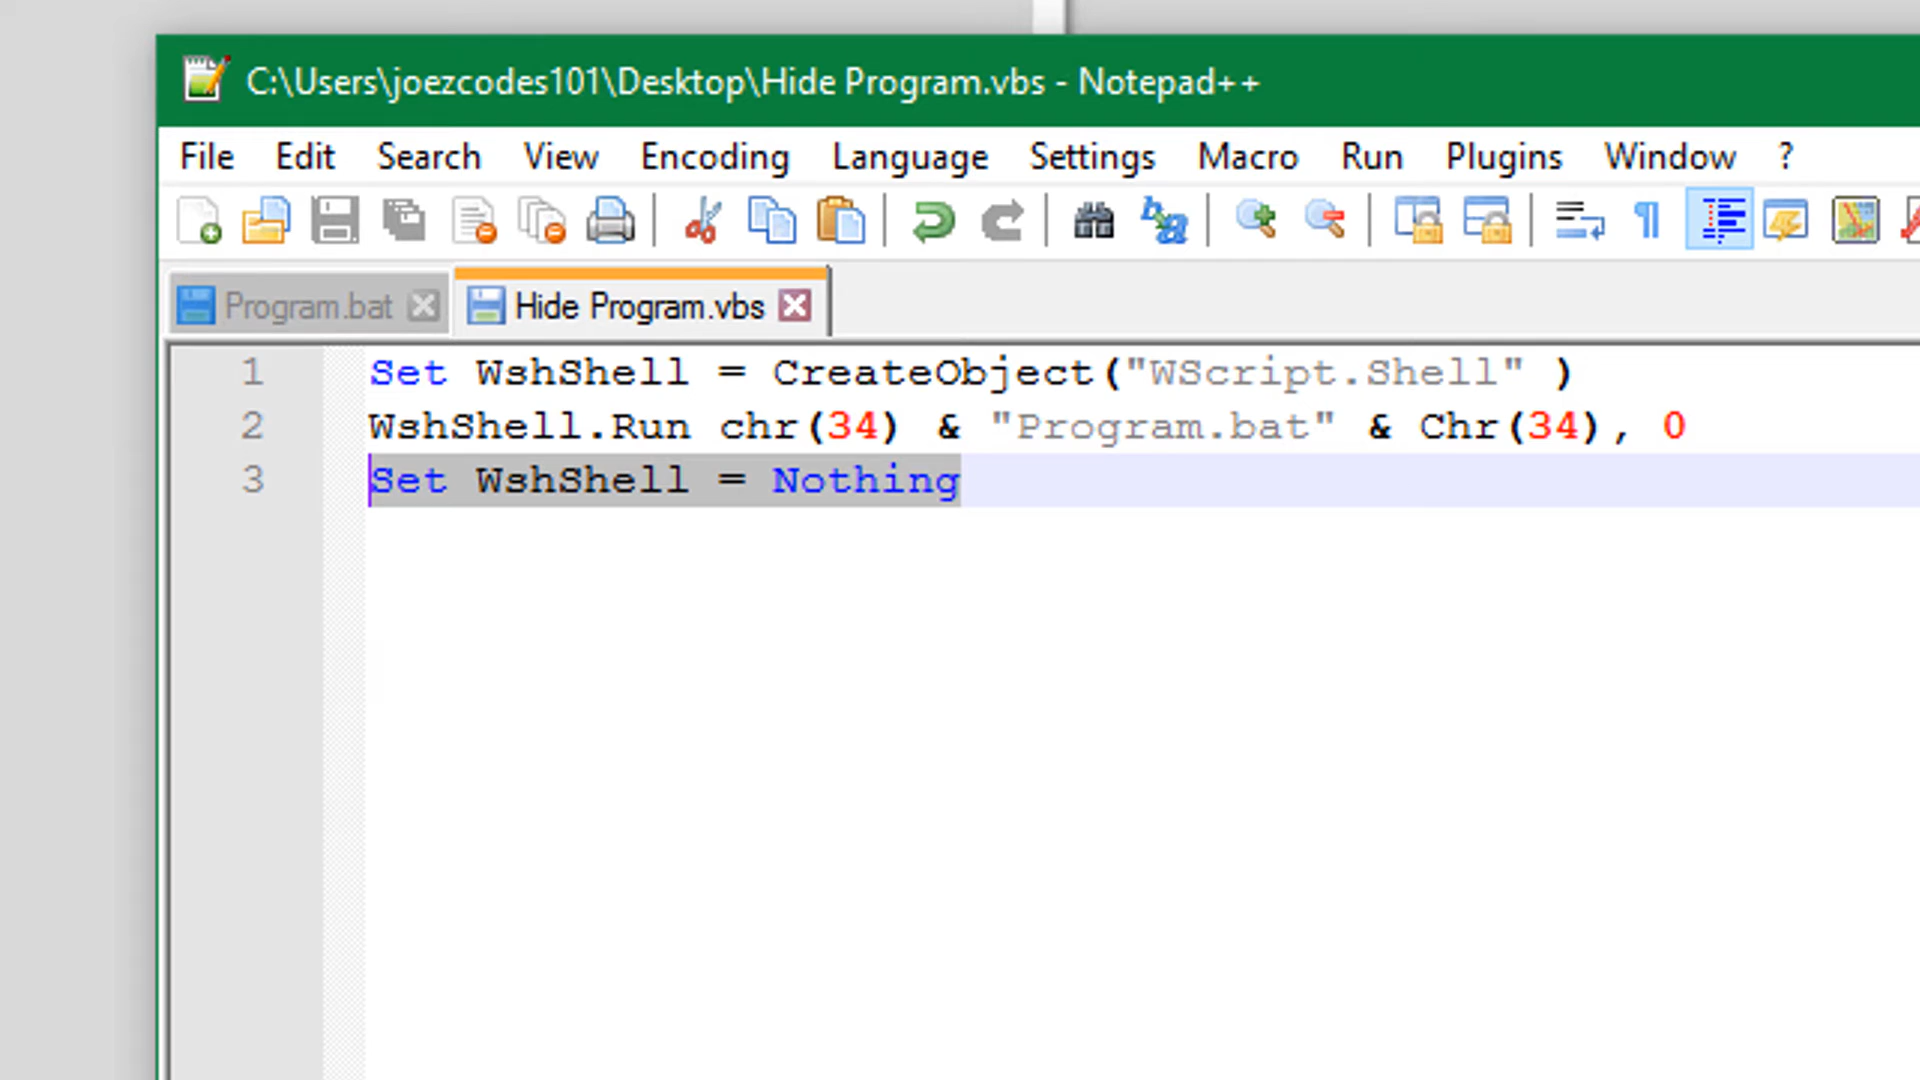 C:\Users\joezcodes101\Desktop\Hide Program.vbs - Notepad++
File Edit Search View Encoding Language Settings Macro Run Plugins Window ?
Program.bat Hide Program.vbs
1 Set WshShell = CreateObject("WScript.Shell" )
2 WshShell.Run chr(34) & "Program.bat" & Chr(34), 0
3 Set WshShell = Nothing